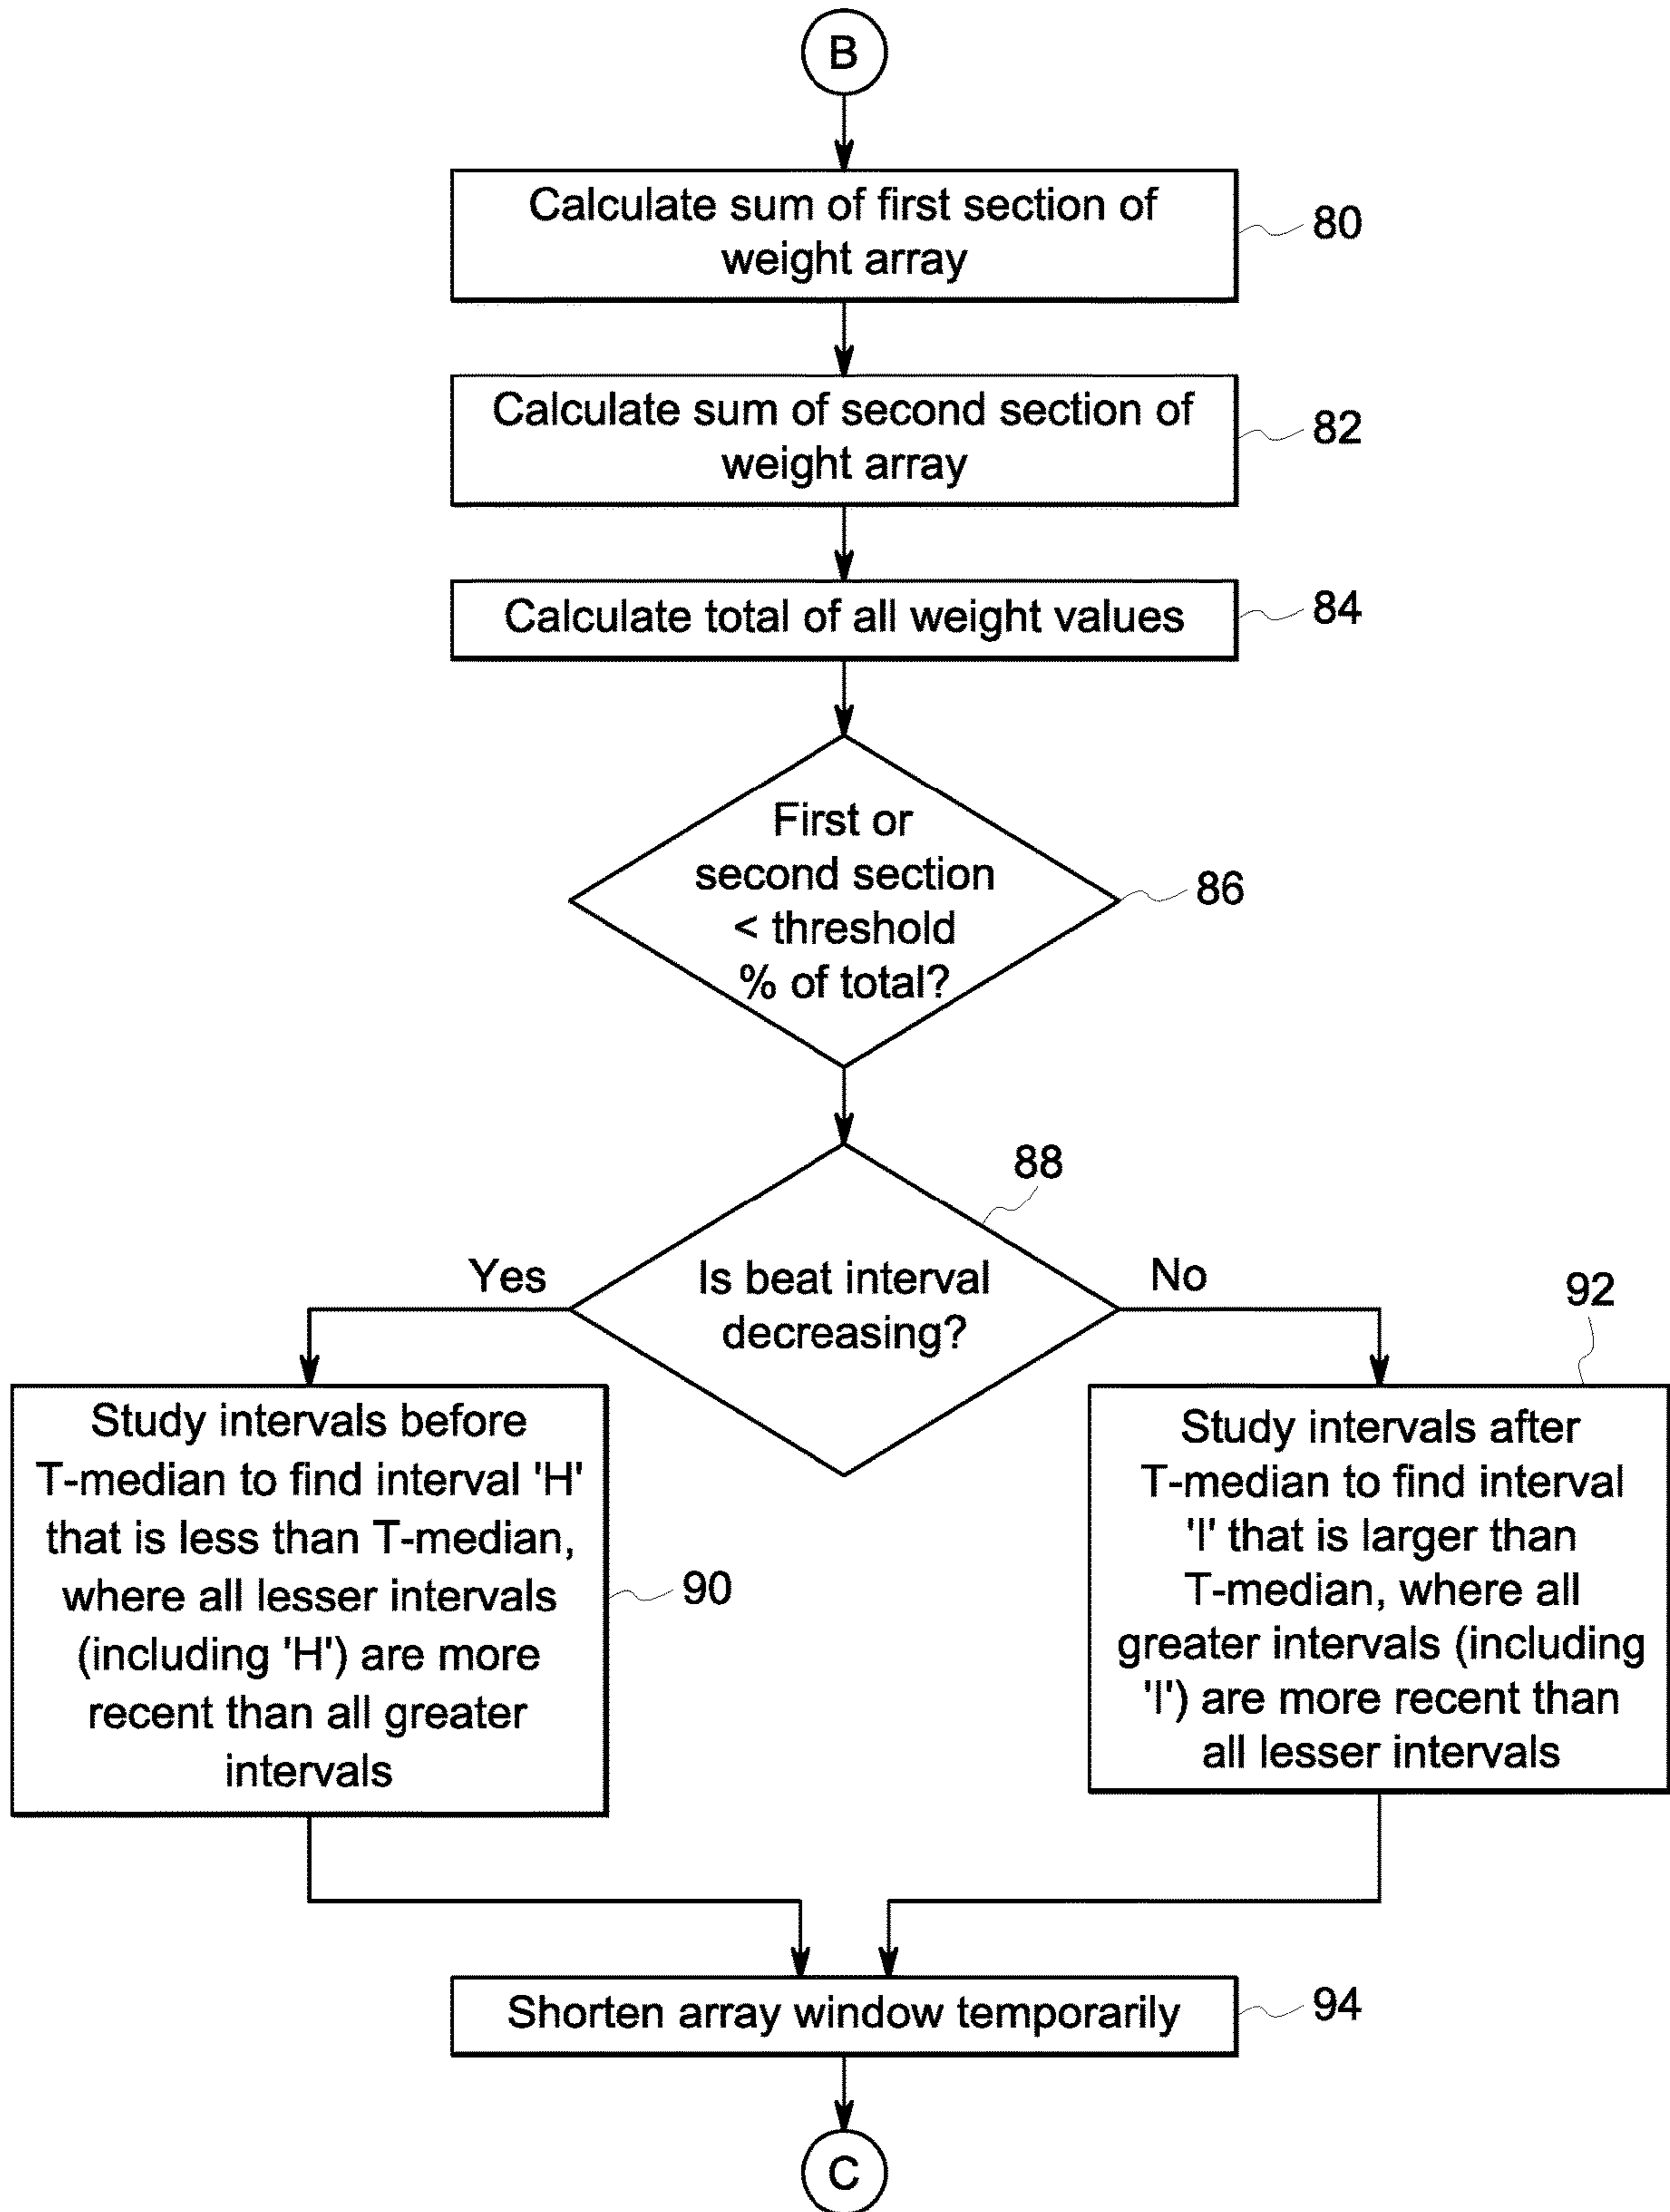 B
Calculate sum of first section of
weight array
80
Calculate sum of second section of
weight array
82
Calculate total of all weight values
84
First or
second section
< threshold
% of total?
86
88
Is beat interval
decreasing?
Yes
No
92
Study intervals before
T-median to find interval 'H'
that is less than T-median,
where all lesser intervals
(including 'H') are more
recent than all greater
intervals
90
Study intervals after
T-median to find interval
'I' that is larger than
T-median, where all
greater intervals (including
'I') are more recent than
all lesser intervals
Shorten array window temporarily
94
C